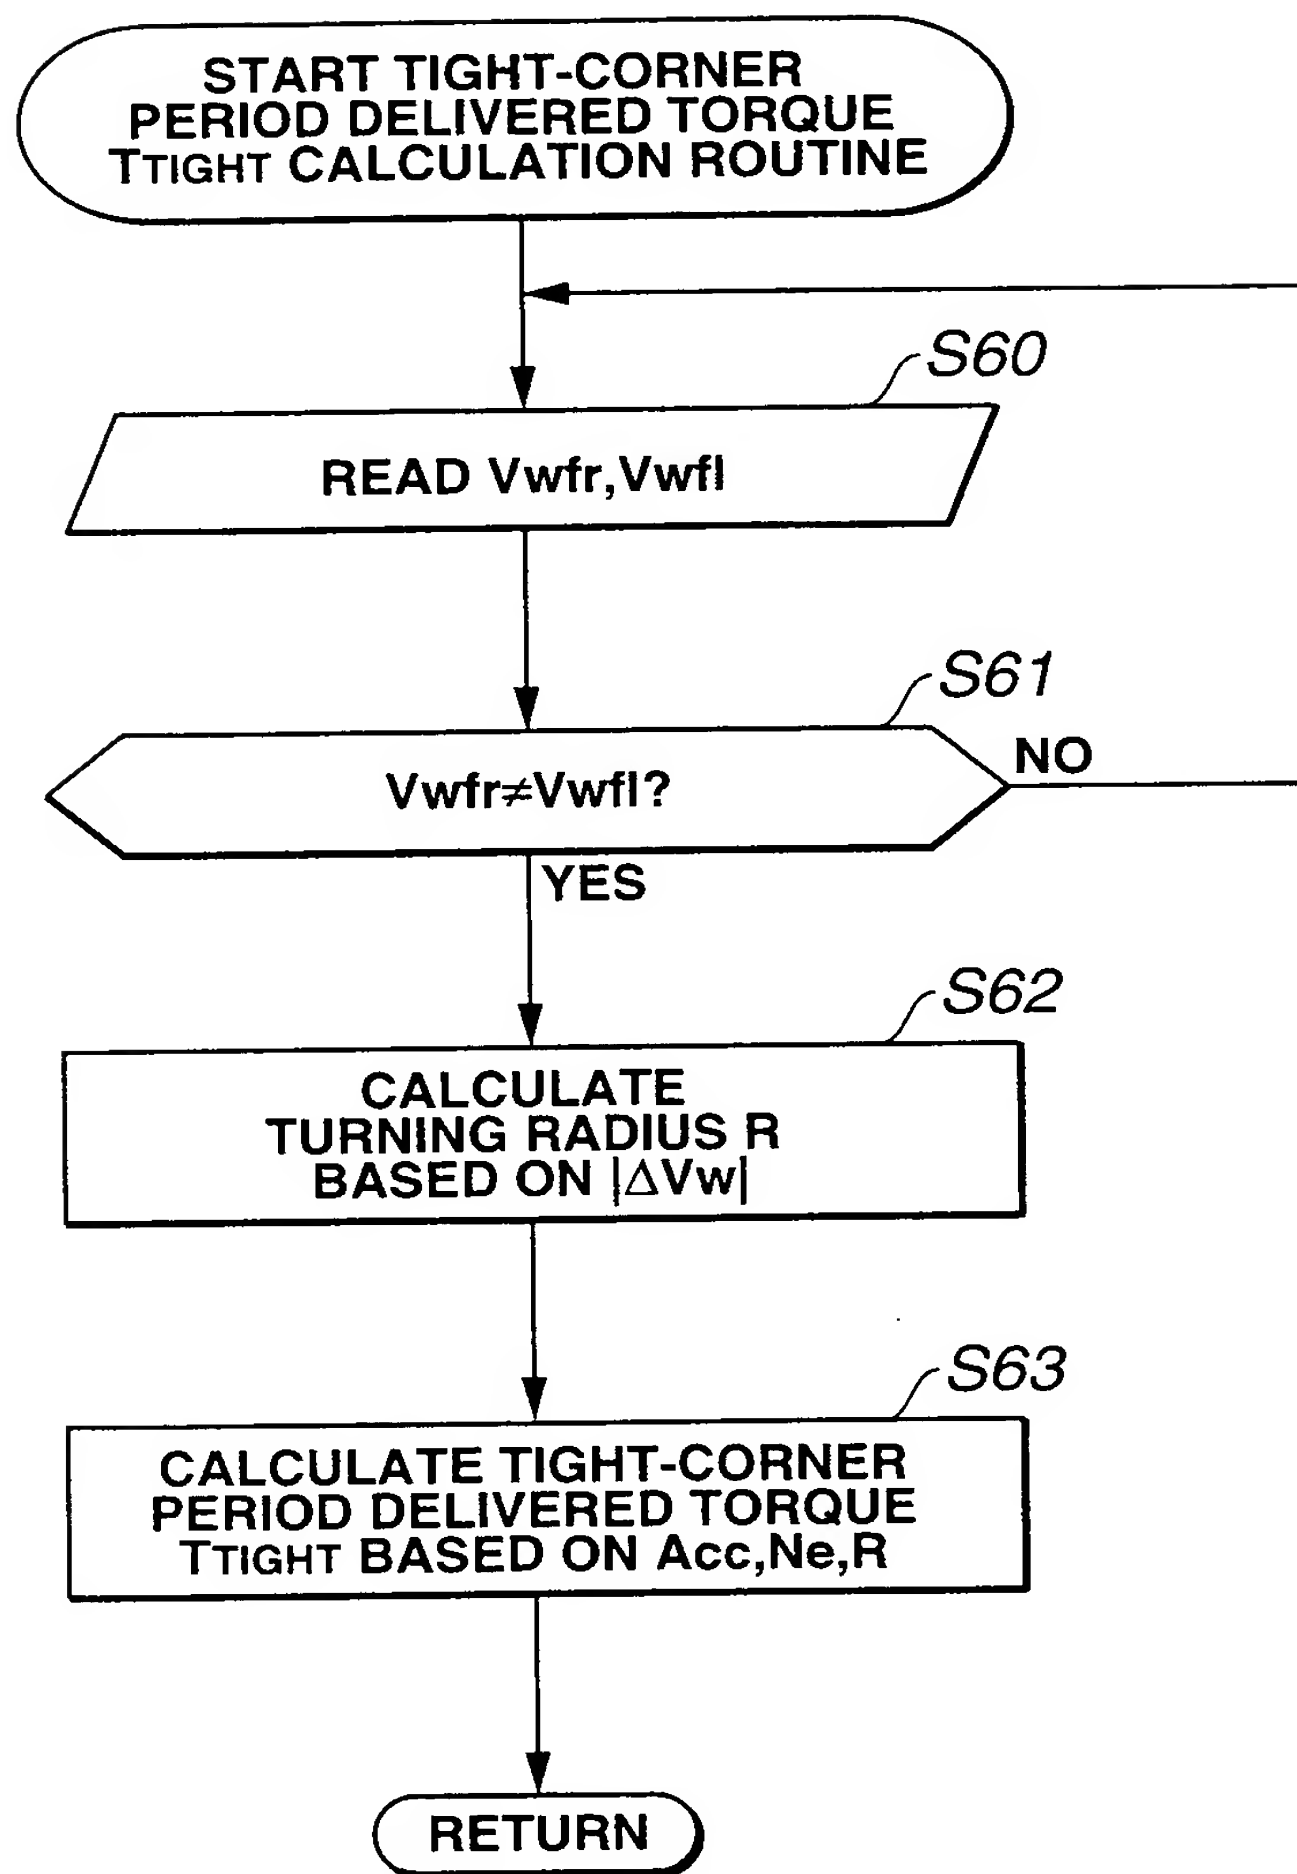 START TIGHT-CORNER
PERIOD DELIVERED TORQUE
TTIGHT CALCULATION ROUTINE
S60
READ Vwfr,Vwfl
S61
Vwfr≠Vwfl?
NO
YES
S62
CALCULATE
TURNING RADIUS R
BASED ON |ΔVw|
S63
CALCULATE TIGHT-CORNER
PERIOD DELIVERED TORQUE
TTIGHT BASED ON Acc,Ne,R
RETURN